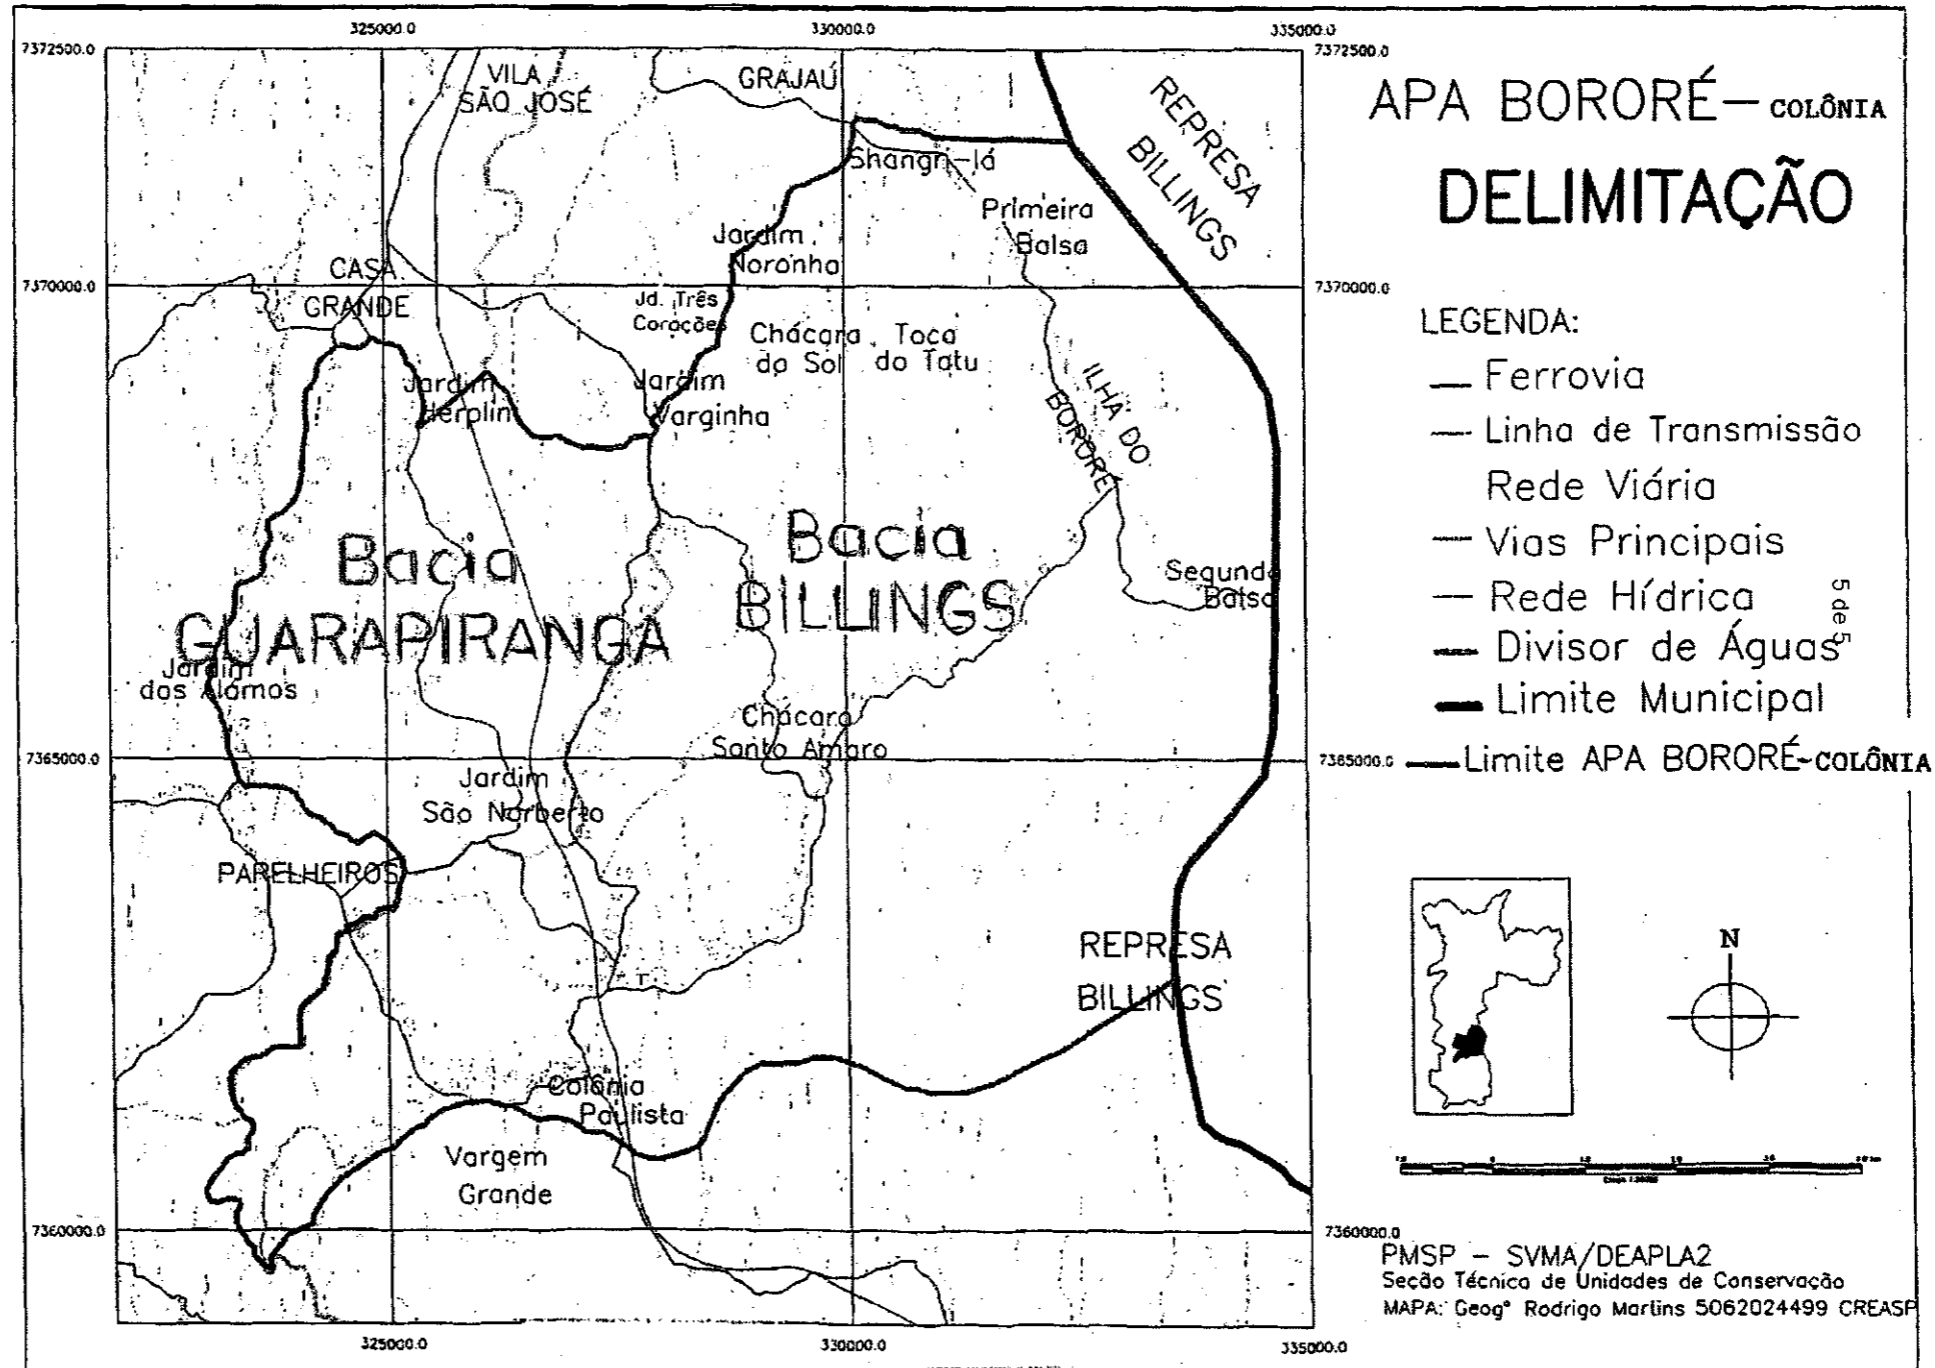 325000.0
330000.0
335000.0
7372500.0
7372500.0
VILA
SÃO JOSÉ
GRAJAÚ
REPRESA
BILLINGS
Shangri-lá
Primeira
Balsa
Jardim
Noronha
CASA
GRANDE
7370000.0
7370000.0
Jd. Três
Corações
Chácara
do Sol
Toca
do Tatu
Jardim
Herplin
Jardim
Varginha
ILHA DO
BORORÉ
Bacia
GUARAPIRANGA
Bacia
BILLINGS
Segunda
Balsa
Jardim
dos Álamos
Chácara
Santo Amaro
7365000.0
7365000.0
Jardim
São Norberto
PARELHEIROS
REPRESA
BILLINGS
Colônia
Paulista
Vargem
Grande
7360000.0
7360000.0
325000.0
330000.0
335000.0
APA BORORÉ — COLÔNIA
DELIMITAÇÃO
LEGENDA:
Ferrovia
Linha de Transmissão
Rede Viária
Vias Principais
Rede Hídrica
Divisor de Águas
Limite Municipal
Limite APA BORORÉ-COLÔNIA
5 de 5
N
PMSP - SVMA/DEAPLA2
Seção Técnica de Unidades de Conservação
MAPA: Geogº Rodrigo Martins 5062024499 CREASP